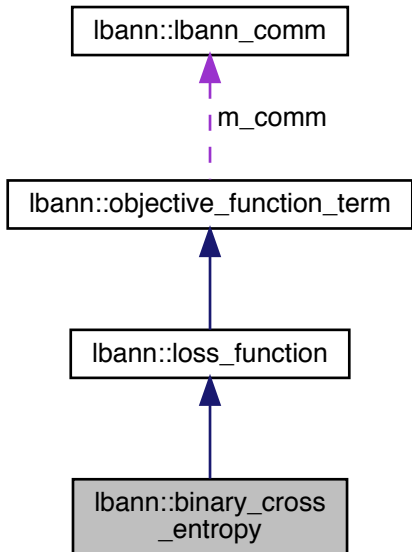 lbann::lbann_comm
m_comm
lbann::objective_function_term
lbann::loss_function
lbann::binary_cross
_entropy